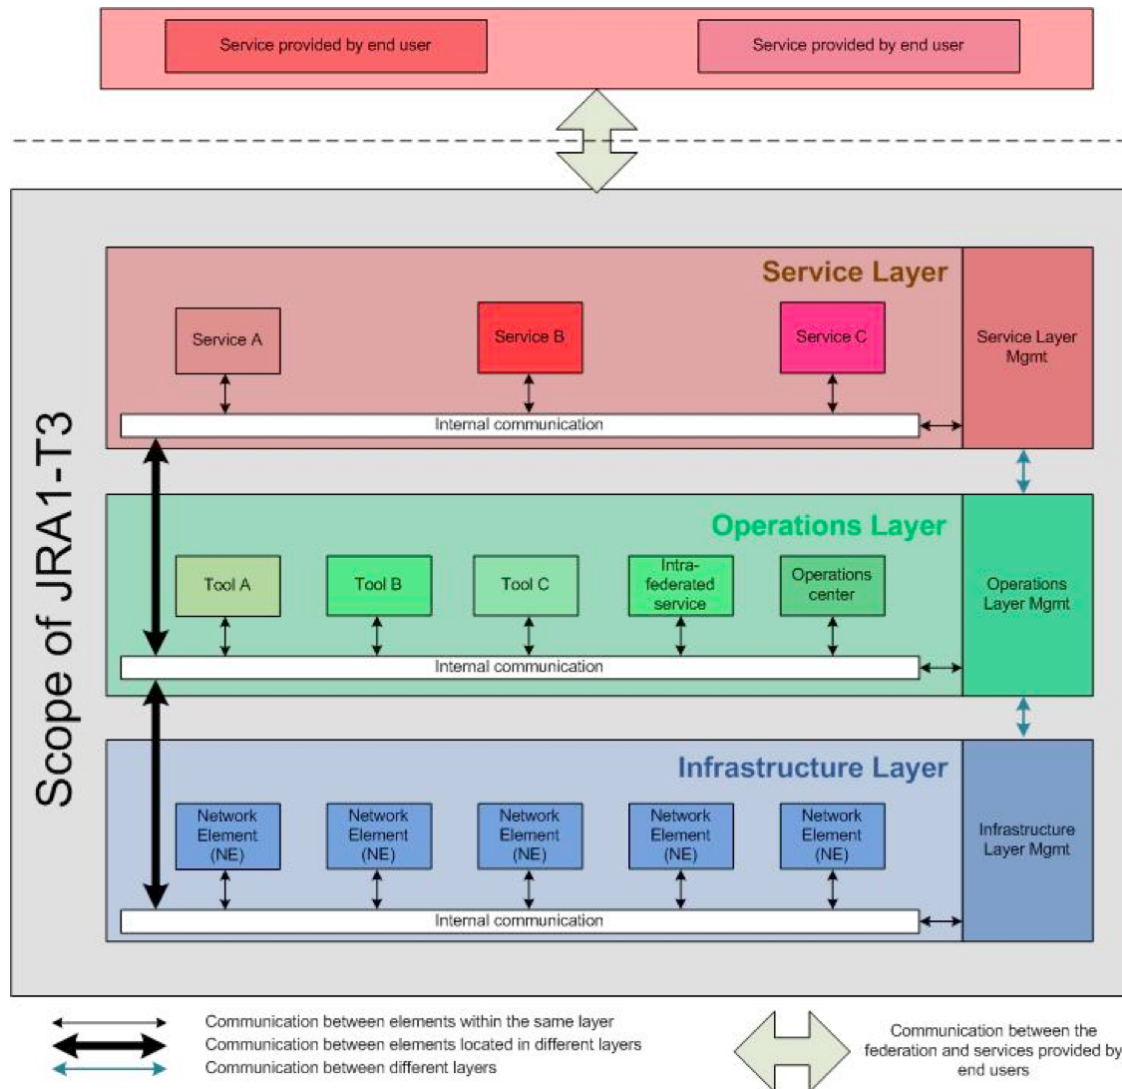 Service provided by end user
Service provided by end user
Scope of JRA1-T3
Service Layer
Service A
Service B
Service C
Service Layer
Mgmt
Internal communication
Operations Layer
Tool A
Tool B
Tool C
Intra-
federated
service
Operations
center
Operations
Layer Mgmt
Internal communication
Infrastructure Layer
Network
Element
(NE)
Network
Element
(NE)
Network
Element
(NE)
Network
Element
(NE)
Network
Element
(NE)
Infrastructure
Layer Mgmt
Internal communication
Communication between elements within the same layer
Communication between elements located in different layers
Communication between different layers
Communication between the
federation and services provided by
end users